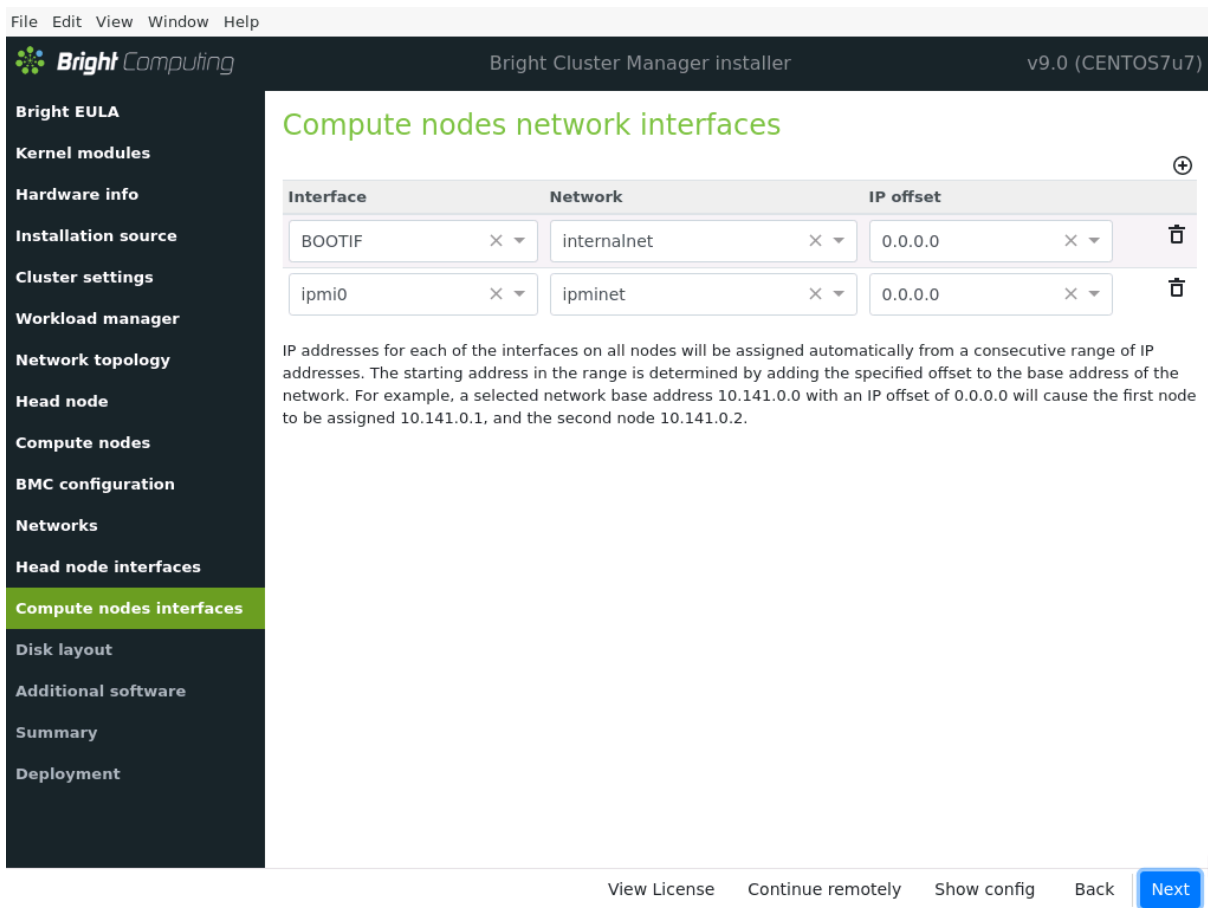 File Edit View Window Help
Bright Computing
Bright Cluster Manager installer
v9.0 (CENTOS7u7)
Bright EULA
Kernel modules
Hardware info
Installation source
Cluster settings
Workload manager
Network topology
Head node
Compute nodes
BMC configuration
Networks
Head node interfaces
Compute nodes interfaces
Disk layout
Additional software
Summary
Deployment
Compute nodes network interfaces
Interface Network IP offset
BOOTIF internalnet 0.0.0.0
ipmi0 ipminet 0.0.0.0
IP addresses for each of the interfaces on all nodes will be assigned automatically from a consecutive range of IP
addresses. The starting address in the range is determined by adding the specified offset to the base address of the
network. For example, a selected network base address 10.141.0.0 with an IP offset of 0.0.0.0 will cause the first node
to be assigned 10.141.0.1, and the second node 10.141.0.2.
View License Continue remotely Show config Back Next